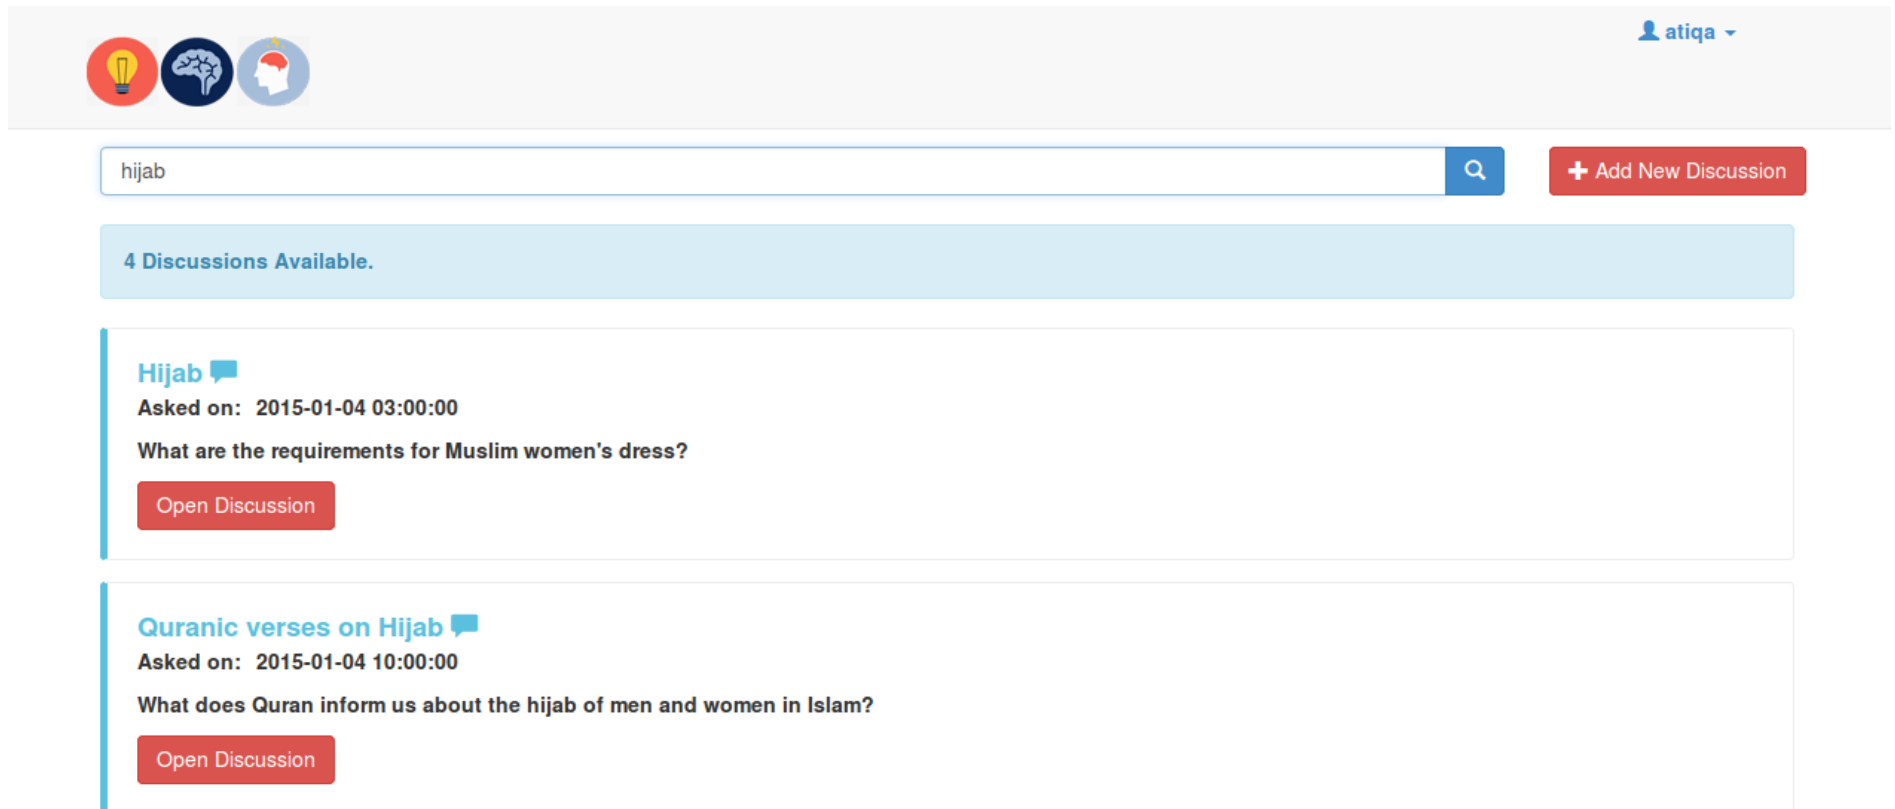 atiqa
hijab
Add New Discussion
4 Discussions Available.
Hijab
Asked on: 2015-01-04 03:00:00
What are the requirements for Muslim women's dress?
Open Discussion
Quranic verses on Hijab
Asked on: 2015-01-04 10:00:00
What does Quran inform us about the hijab of men and women in Islam?
Open Discussion